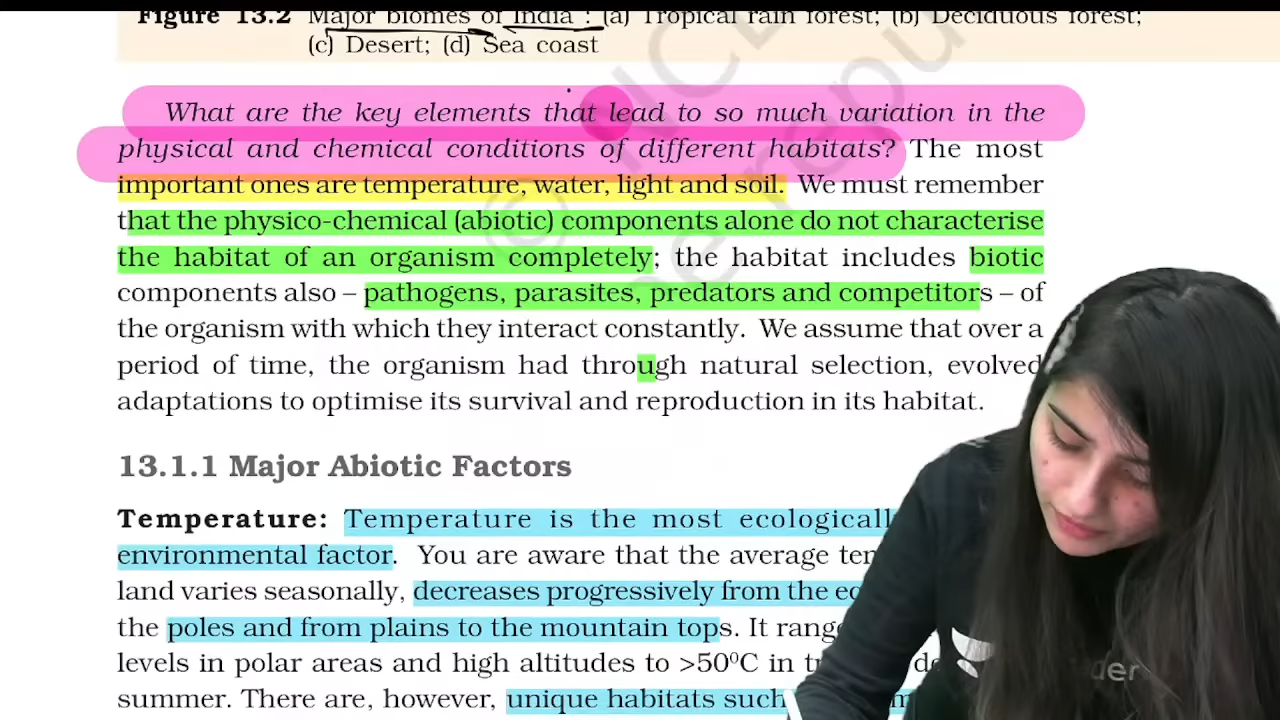 Figure 13.2 Major biomes of India : (a) Tropical rain forest; (b) Deciduous forest;
(c) Desert; (d) Sea coast
What are the key elements that lead to so much variation in the
physical and chemical conditions of different habitats? The most
important ones are temperature, water, light and soil. We must remember
that the physico-chemical (abiotic) components alone do not characterise
the habitat of an organism completely; the habitat includes biotic
components also – pathogens, parasites, predators and competitors – of
the organism with which they interact constantly. We assume that over a
period of time, the organism had through natural selection, evolved
adaptations to optimise its survival and reproduction in its habitat.
13.1.1 Major Abiotic Factors
Temperature: Temperature is the most
environmental factor. You are aware that the average
land varies seasonally, decreases progressively from the
the poles and from plains to the mountain tops. It
levels in polar areas and high altitudes to >50⁰C in
summer. There are, however, unique habitats such